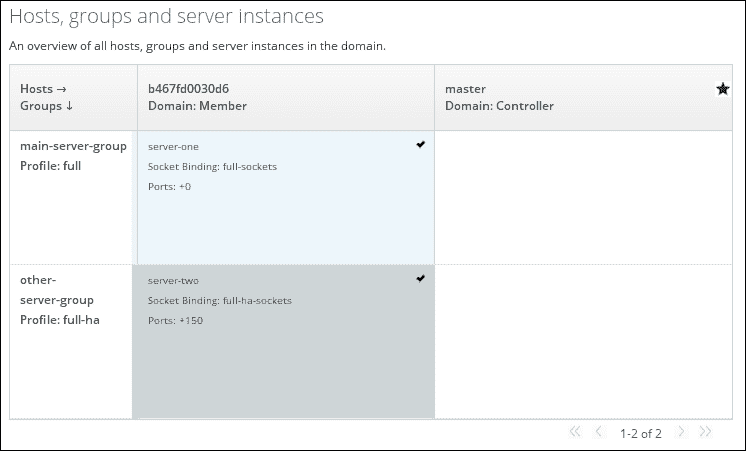 Hosts, groups and server instances
An overview of all hosts, groups and server instances in the domain.
Hosts →
Groups ↓
b467fd0030d6
Domain: Member
master
Domain: Controller
main-server-group
Profile: full
server-one
Socket Binding: full-sockets
Ports: +0
other-
server-group
Profile: full-ha
server-two
Socket Binding: full-ha-sockets
Ports: +150
1-2 of 2